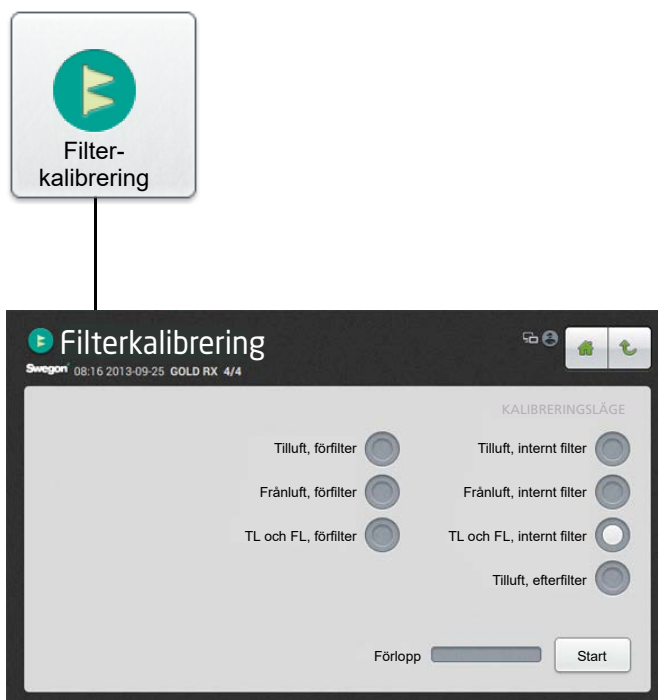 Filter-
kalibrering
Filterkalibrering
Swegon 08:16 2013-09-25 GOLD RX 4/4
KALIBRERINGSLÄGE
Tilluft, förfilter
Tilluft, internt filter
Frånluft, förfilter
Frånluft, internt filter
TL och FL, förfilter
TL och FL, internt filter
Tilluft, efterfilter
Förlopp
Start